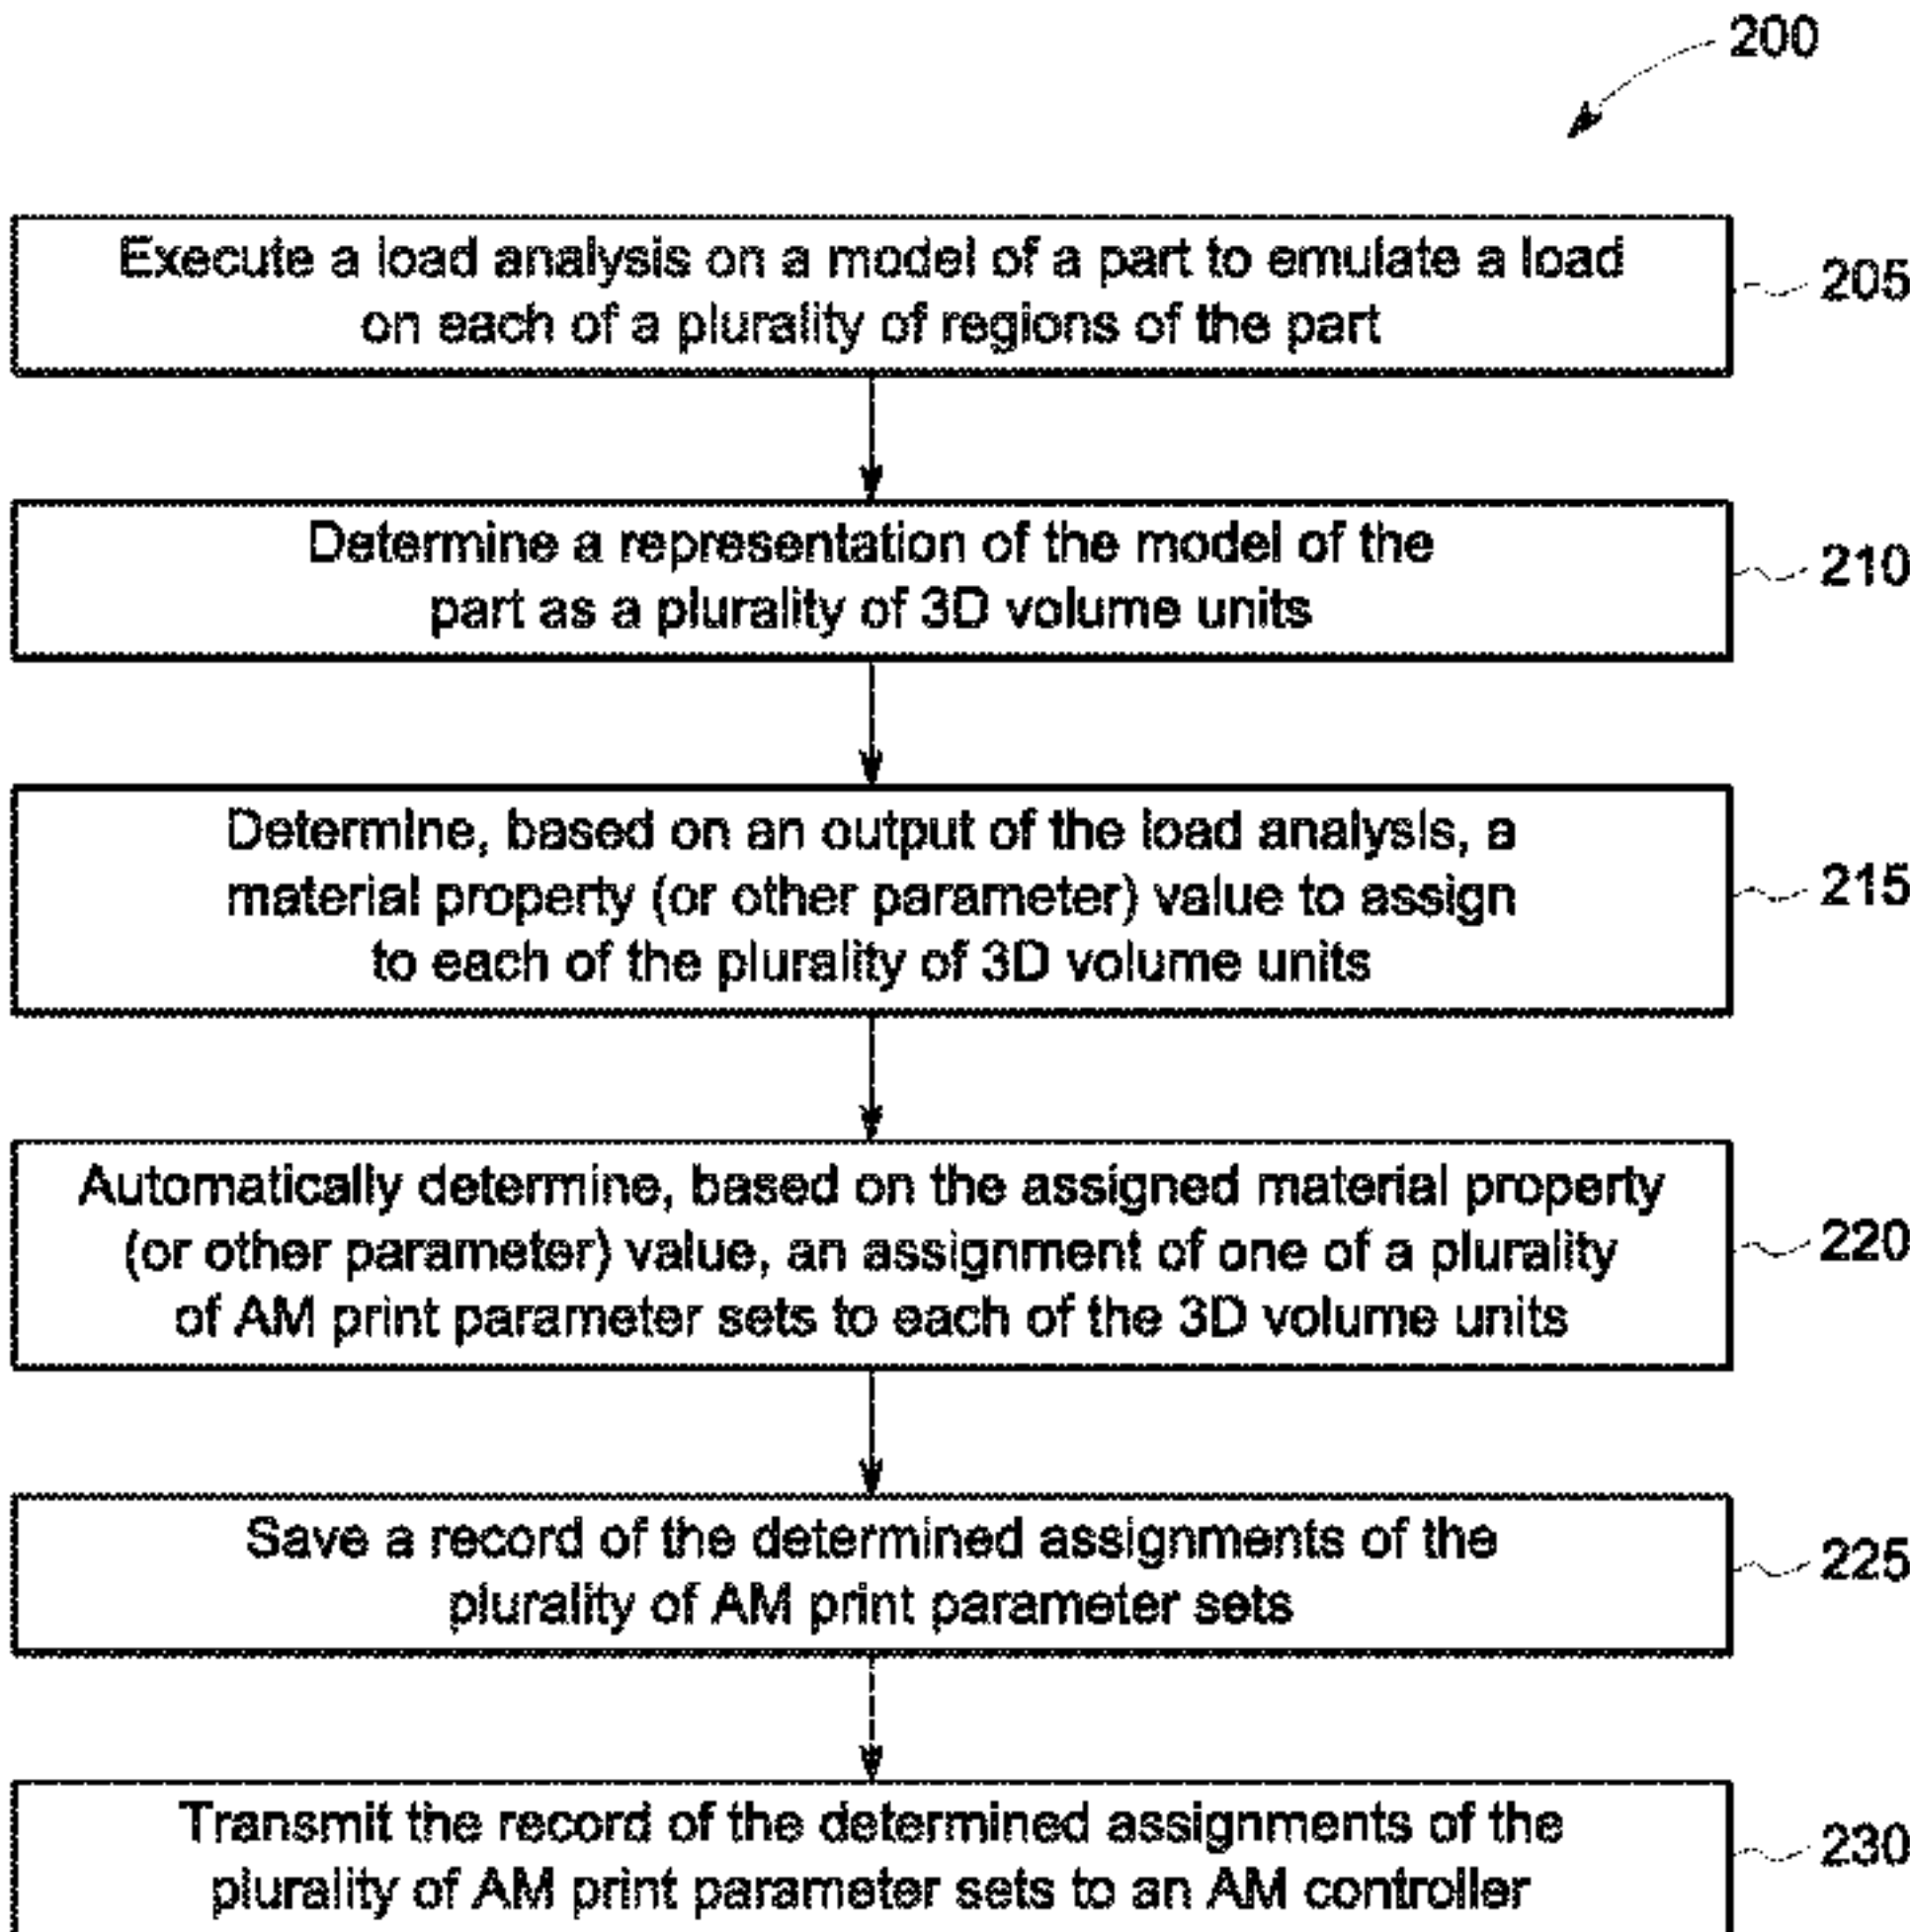 200
Execute a load analysis on a model of a part to emulate a load
on each of a plurality of regions of the part
205
Determine a representation of the model of the
part as a plurality of 3D volume units
210
Determine, based on an output of the load analysis, a
material property (or other parameter) value to assign
to each of the plurality of 3D volume units
215
Automatically determine, based on the assigned material property
(or other parameter) value, an assignment of one of a plurality
of AM print parameter sets to each of the 3D volume units
220
Save a record of the determined assignments of the
plurality of AM print parameter sets
225
Transmit the record of the determined assignments of the
plurality of AM print parameter sets to an AM controller
230